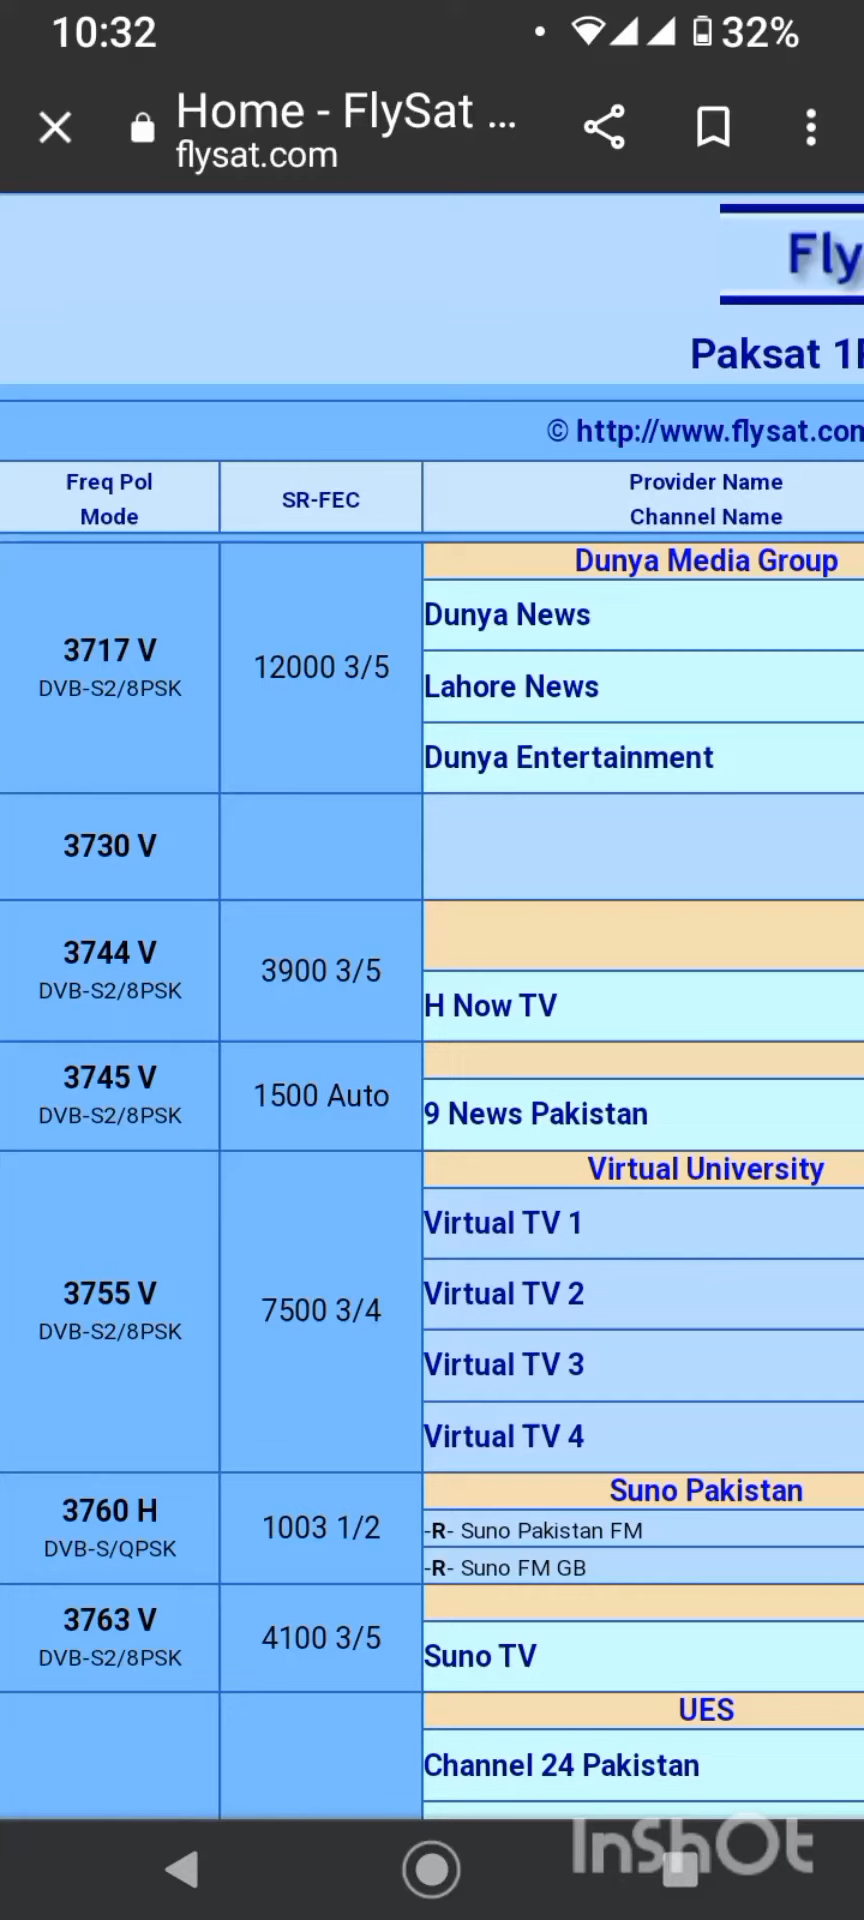 10:32
32%
Home - FlySat ...
flysat.com
Fly
Paksat 1
© http://www.flysat.com
Freq Pol
Mode
SR-FEC
Provider Name
Channel Name
Dunya Media Group
3717 V
DVB-S2/8PSK
12000 3/5
Dunya News
Lahore News
Dunya Entertainment
3730 V
3744 V
DVB-S2/8PSK
3900 3/5
H Now TV
3745 V
DVB-S2/8PSK
1500 Auto
9 News Pakistan
Virtual University
3755 V
DVB-S2/8PSK
7500 3/4
Virtual TV 1
Virtual TV 2
Virtual TV 3
Virtual TV 4
Suno Pakistan
3760 H
DVB-S/QPSK
1003 1/2
-R- Suno Pakistan FM
-R- Suno FM GB
3763 V
DVB-S2/8PSK
4100 3/5
Suno TV
UES
Channel 24 Pakistan
InShOt